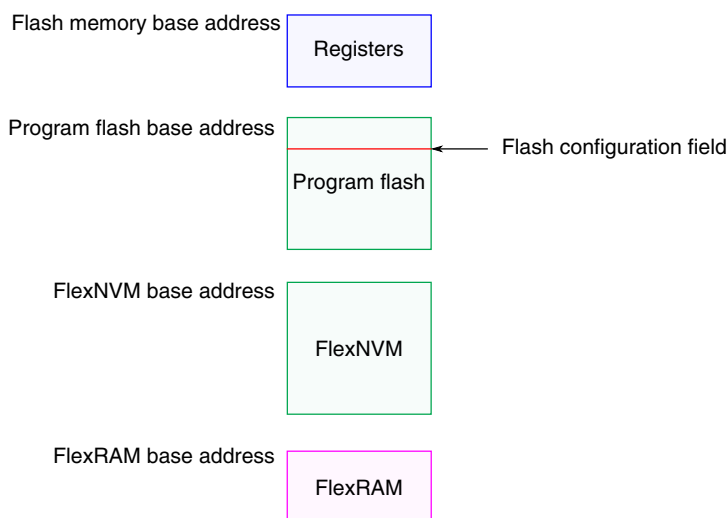 Flash memory base address
Registers
Program flash base address
Flash configuration field
Program flash
FlexNVM base address
FlexNVM
FlexRAM base address
FlexRAM